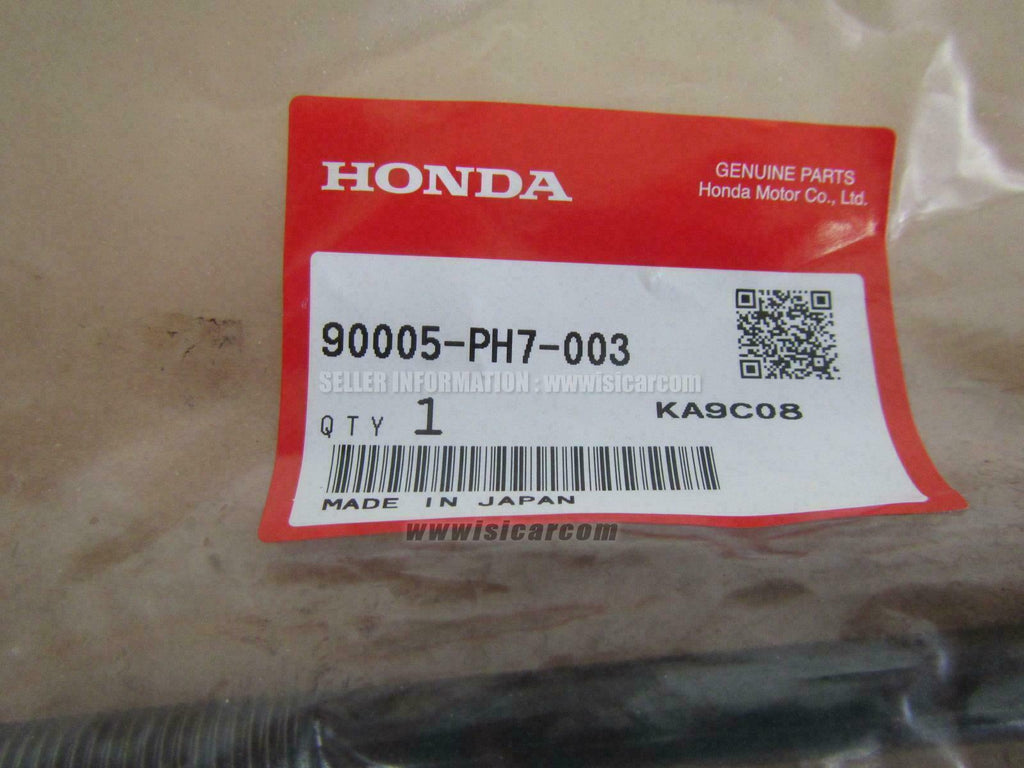 HONDA
GENUINE PARTS
Honda Motor Co., Ltd.
90005-PH7-003
SELLER INFORMATION : wwwisicarcom
QTY 1
KA9C08
MADE IN JAPAN
wwwisicarcom